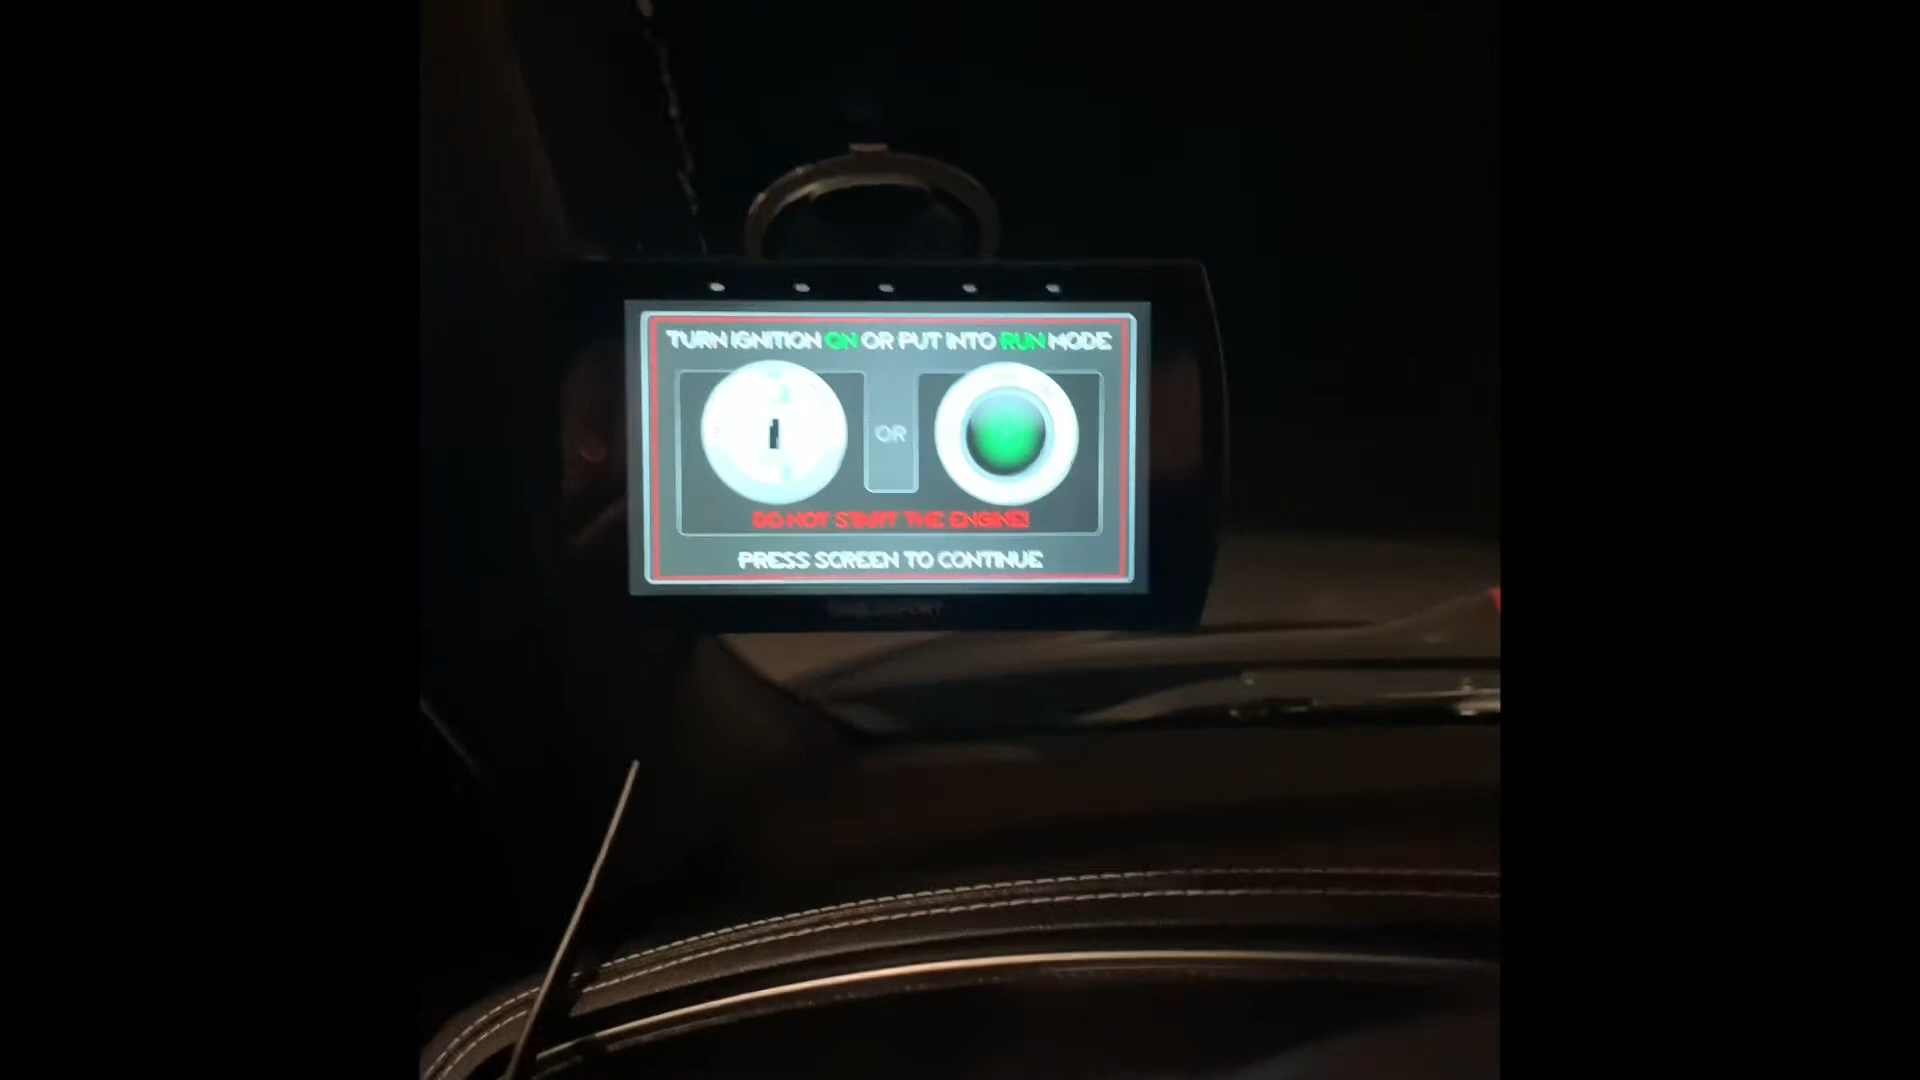 TURN IGNITION ON OR PUT INTO RUN MODE
OR
DO NOT START THE ENGINE!
PRESS SCREEN TO CONTINUE